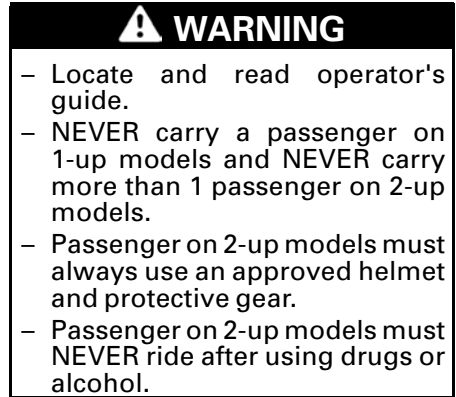 WARNING
– Locate and read operator's
guide.
– NEVER carry a passenger on
1-up models and NEVER carry
more than 1 passenger on 2-up
models.
– Passenger on 2-up models must
always use an approved helmet
and protective gear.
– Passenger on 2-up models must
NEVER ride after using drugs or
alcohol.